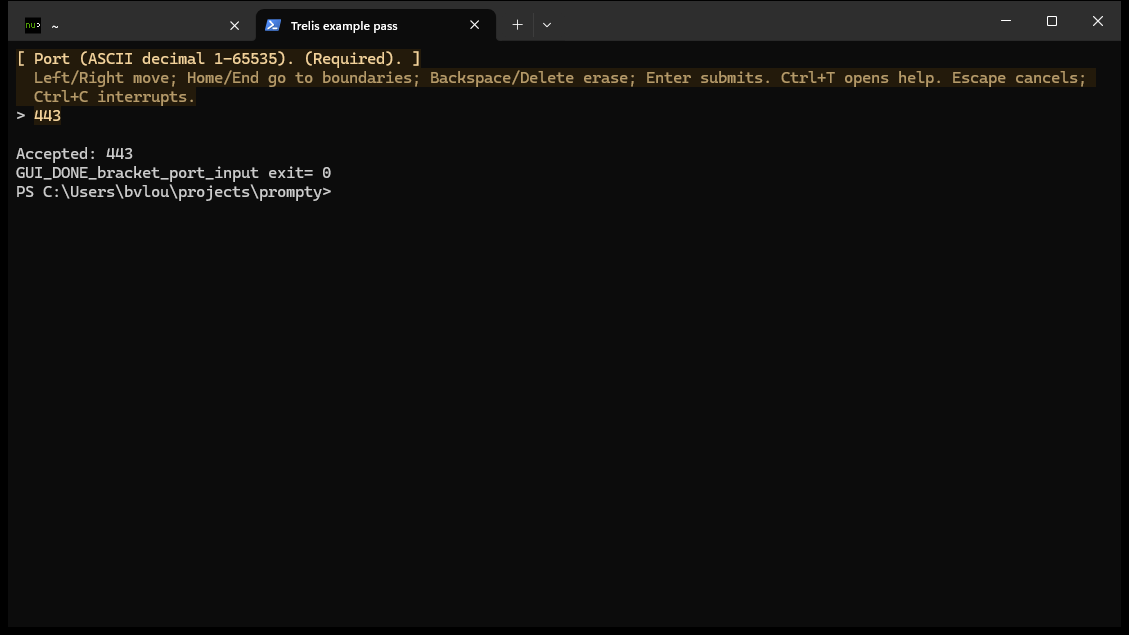 nu> ~
Trelis example pass
[ Port (ASCII decimal 1-65535). (Required). ]
Left/Right move; Home/End go to boundaries; Backspace/Delete erase; Enter submits. Ctrl+T opens help. Escape cancels;
Ctrl+C interrupts.
> 443
Accepted: 443
GUI_DONE_bracket_port_input exit= 0
PS C:\Users\bvlou\projects\prompty>